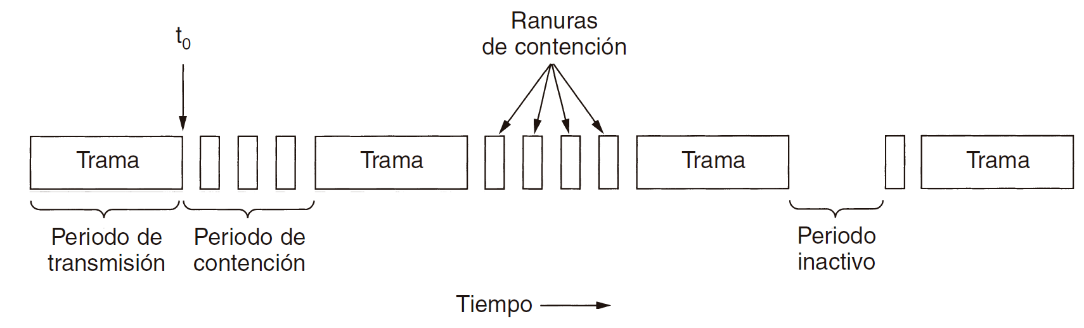 t0
Ranuras
de contención
Trama
Trama
Trama
Trama
Periodo de
transmisión
Periodo de
contención
Periodo
inactivo
Tiempo